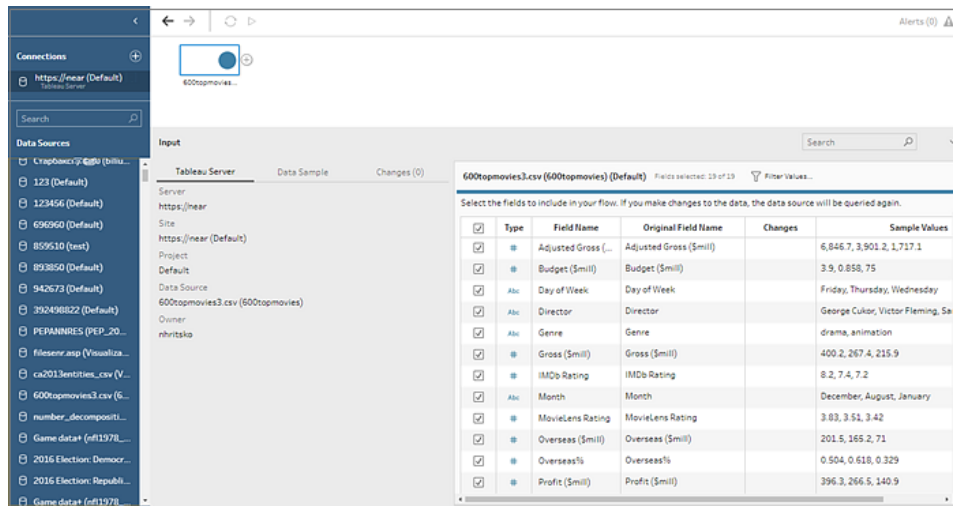 Alerts (0)
Connections
https://near (Default)
Tableau Server
Search
Data Sources
123 (Default)
123456 (Default)
696960 (Default)
859510 (test)
893850 (Default)
942673 (Default)
392498822 (Default)
PEPANNRES (PEP_20...
filesenr.asp (Visualiza...
ca2013entities_csv (V...
600topmovies3.csv (6...
number_decompositi...
Game data+ (nfl1978_...
2016 Election: Democr...
2016 Election: Republi...
Game data+ (nfl1978_...
600topmovies...
Input
Search
Tableau Server Data Sample Changes (0)
Server
https://near
Site
https://near (Default)
Project
Default
Data Source
600topmovies3.csv (600topmovies)
Owner
nhritsko
600topmovies3.csv (600topmovies) (Default) Fields selected: 19 of 19 Filter Values...
Select the fields to include in your flow. If you make changes to the data, the data source will be queried again.
Type Field Name Original Field Name Changes Sample Values
# Adjusted Gross (... Adjusted Gross ($mill) 6,846.7, 3,901.2, 1,717.1
# Budget ($mill) Budget ($mill) 3.9, 0.858, 75
Abc Day of Week Day of Week Friday, Thursday, Wednesday
Abc Director Director George Cukor, Victor Fleming, Sa
Abc Genre Genre drama, animation
# Gross ($mill) Gross ($mill) 400.2, 267.4, 215.9
# IMDb Rating IMDb Rating 8.2, 7.4, 7.2
Abc Month Month December, August, January
# MovieLens Rating MovieLens Rating 3.83, 3.51, 3.42
# Overseas ($mill) Overseas ($mill) 201.5, 165.2, 71
# Overseas% Overseas% 0.504, 0.618, 0.329
# Profit ($mill) Profit ($mill) 396.3, 266.5, 140.9